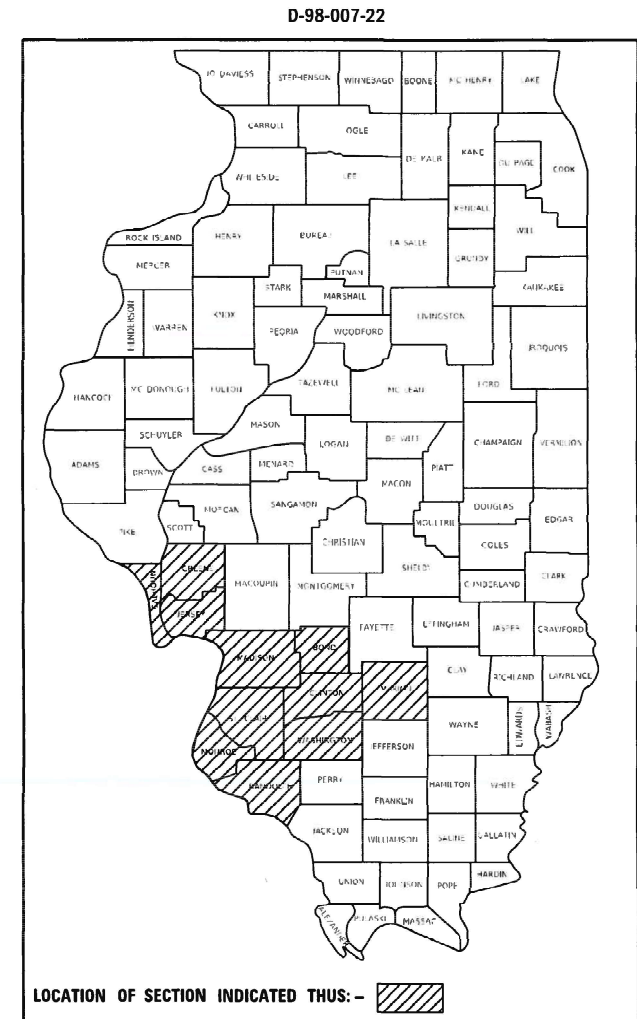 D-98-007-22
JO DAVIESS STEPHENSON WINNEBAGO BOONE MC HENRY LAKE
CARROLL OGLE
DE KALB KANE DU PAGE COOK
WHITESIDE LEE
KENDALL
ROCK ISLAND HENRY BUREAU LA SALLE WILL
GRUNDY
MERCER PUTNAM
STARK MARSHALL KANKAKEE
HENDERSON WARREN KNOX PEORIA WOODFORD LIVINGSTON
IROQUOIS
HANCOCK MC DONOUGH FULTON TAZEWELL MC LEAN FORD
MASON
SCHUYLER LOGAN DE WITT CHAMPAIGN VERMILION
ADAMS BROWN CASS MENARD PIATT
MACON
PIKE SCOTT MORGAN SANGAMON DOUGLAS EDGAR
MOULTRIE
CHRISTIAN COLES
CALHOUN GREENE MACOUPIN MONTGOMERY SHELBY CUMBERLAND CLARK
JERSEY
FAYETTE EFFINGHAM JASPER CRAWFORD
MADISON BOND
CLAY RICHLAND LAWRENCE
CLINTON MARION
ST CLAIR WAYNE EDWARDS WABASH
MONROE WASHINGTON JEFFERSON
RANDOLPH PERRY HAMILTON WHITE
FRANKLIN
JACKSON WILLIAMSON SALINE GALLATIN
UNION JOHNSON POPE HARDIN
ALEXANDER PULASKI MASSAC
LOCATION OF SECTION INDICATED THUS: –